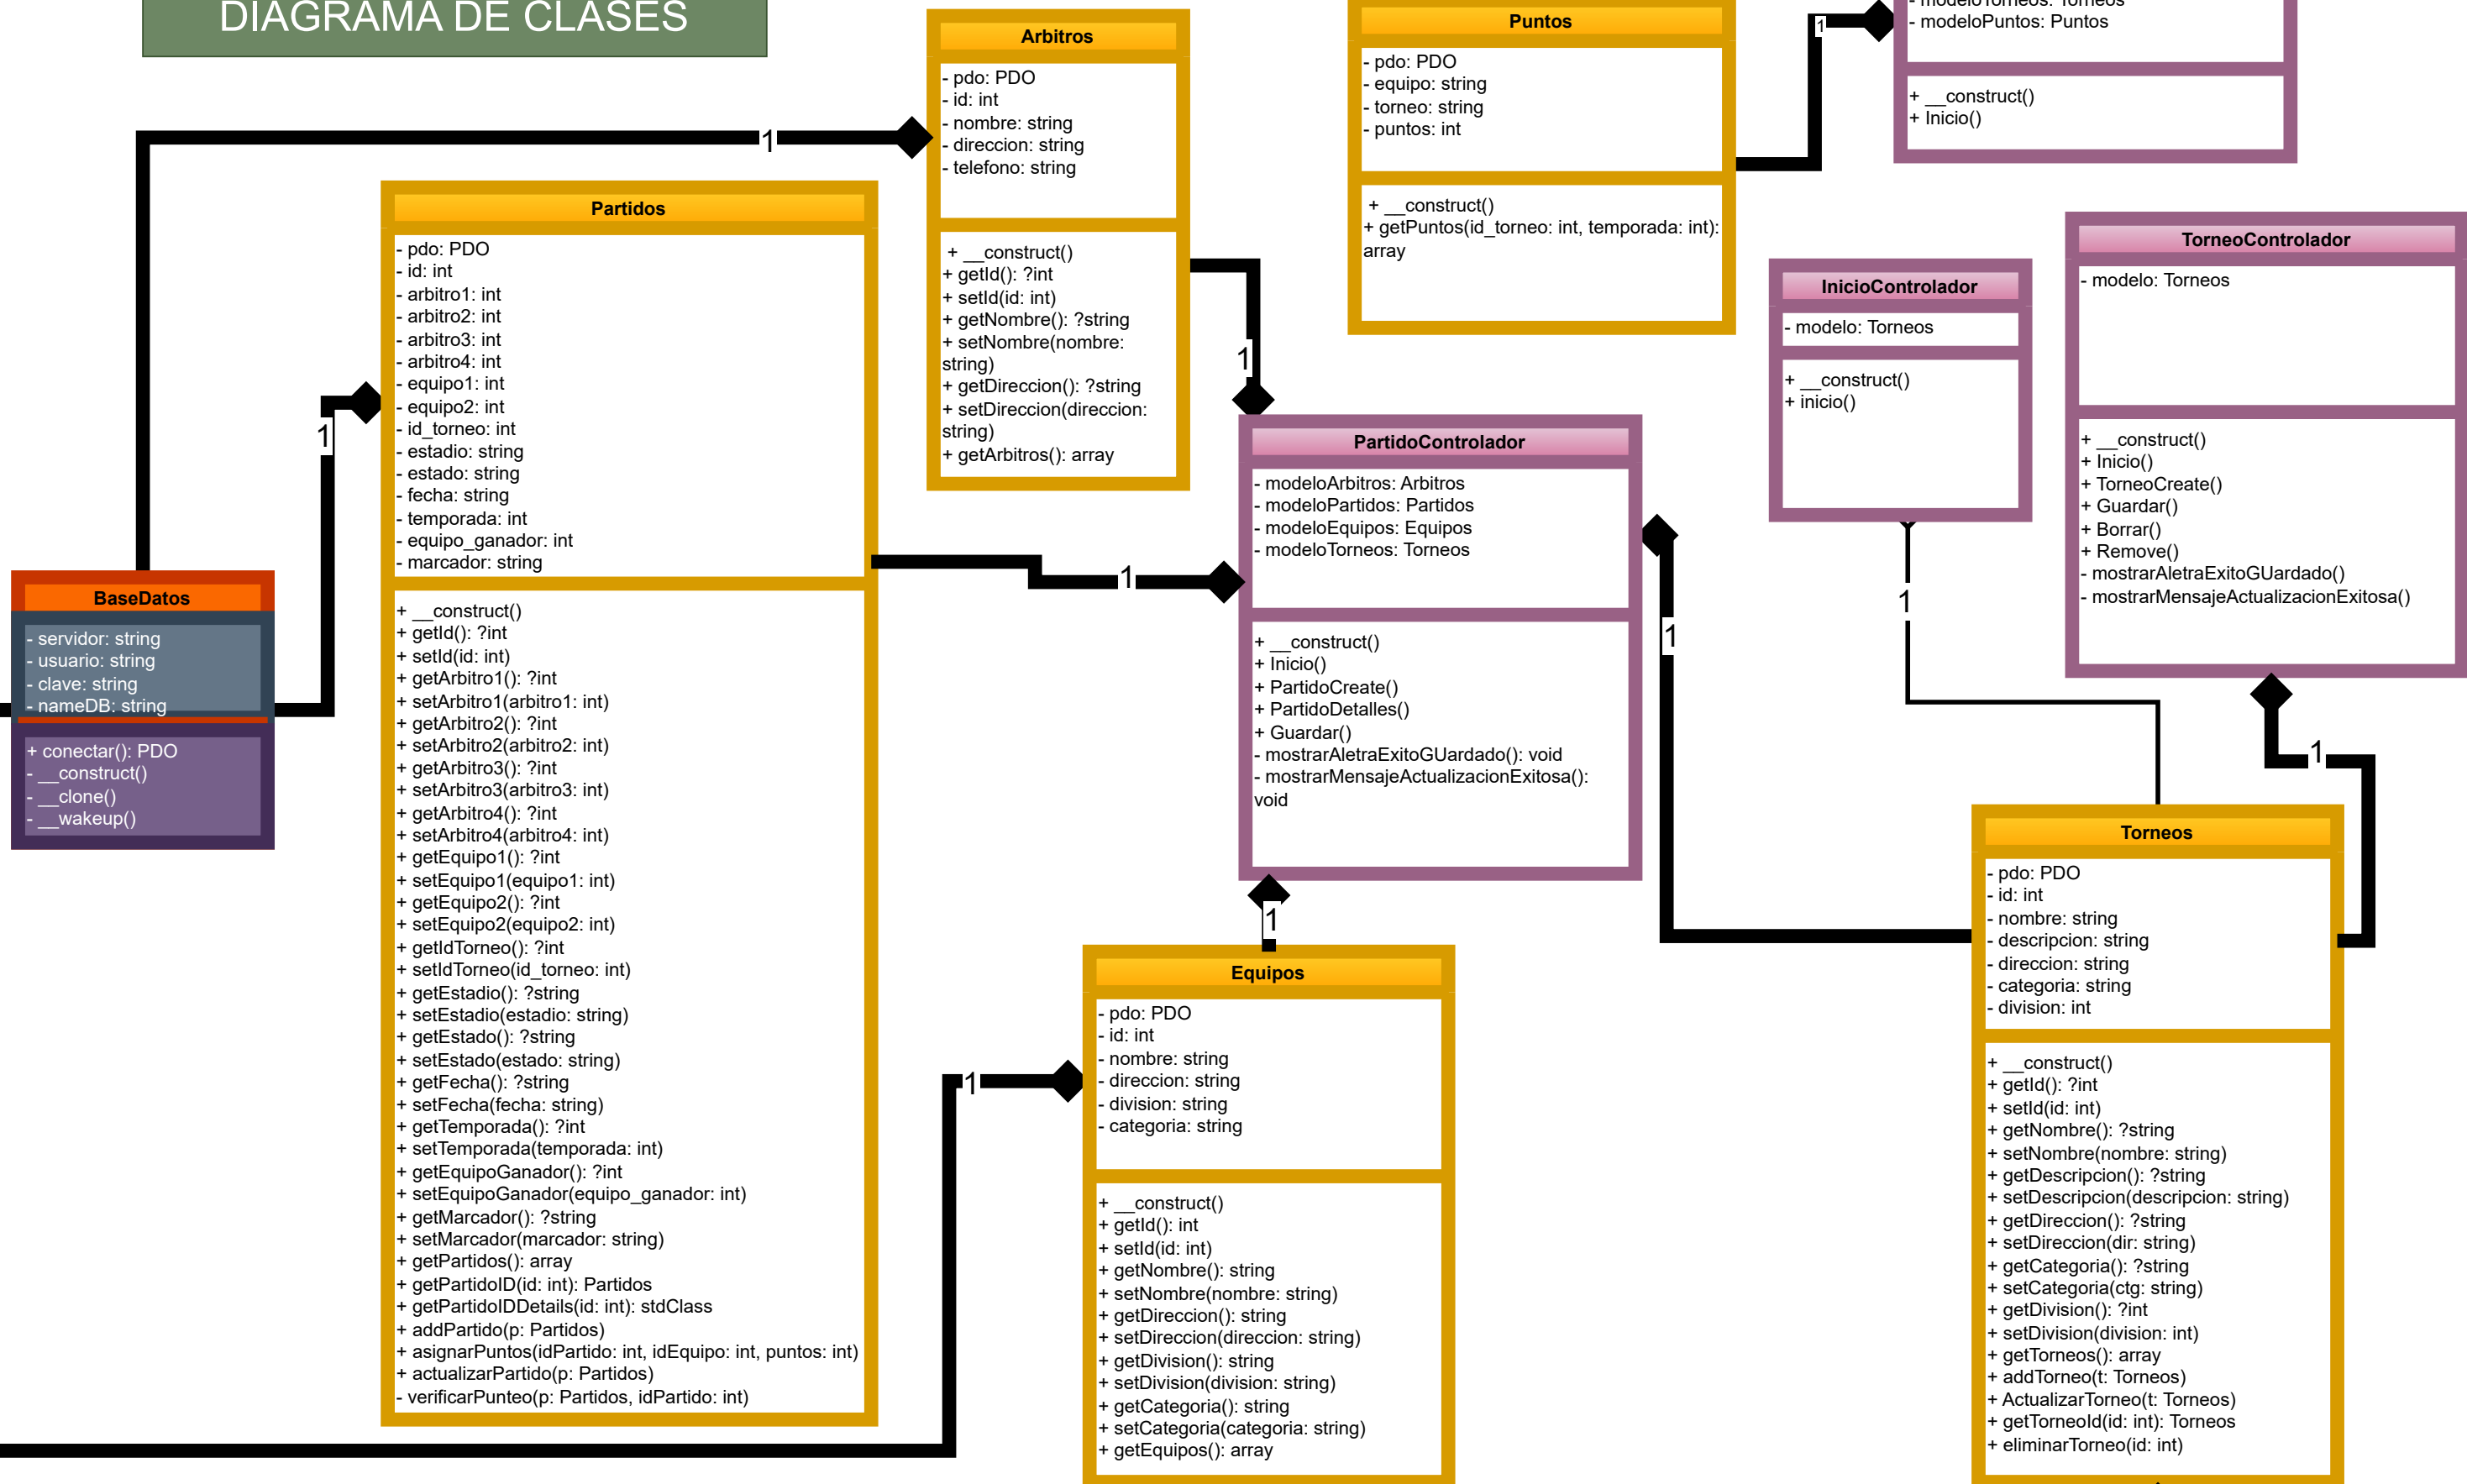 DIAGRAMA DE CLASES
Arbitros
- pdo: PDO
- id: int
- nombre: string
- direccion: string
- telefono: string
+ __construct()
+ getId(): ?int
+ setId(id: int)
+ getNombre(): ?string
+ setNombre(nombre:
string)
+ getDireccion(): ?string
+ setDireccion(direccion:
string)
+ getArbitros(): array
Puntos
- pdo: PDO
- equipo: string
- torneo: string
- puntos: int
+ __construct()
+ getPuntos(id_torneo: int, temporada: int):
array
1
- modeloTorneos: Torneos
- modeloPuntos: Puntos
+ __construct()
+ Inicio()
1
Partidos
- pdo: PDO
- id: int
- arbitro1: int
- arbitro2: int
- arbitro3: int
- arbitro4: int
- equipo1: int
- equipo2: int
- id_torneo: int
- estadio: string
- estado: string
- fecha: string
- temporada: int
- equipo_ganador: int
- marcador: string
+ __construct()
+ getId(): ?int
+ setId(id: int)
+ getArbitro1(): ?int
+ setArbitro1(arbitro1: int)
+ getArbitro2(): ?int
+ setArbitro2(arbitro2: int)
+ getArbitro3(): ?int
+ setArbitro3(arbitro3: int)
+ getArbitro4(): ?int
+ setArbitro4(arbitro4: int)
+ getEquipo1(): ?int
+ setEquipo1(equipo1: int)
+ getEquipo2(): ?int
+ setEquipo2(equipo2: int)
+ getIdTorneo(): ?int
+ setIdTorneo(id_torneo: int)
+ getEstadio(): ?string
+ setEstadio(estadio: string)
+ getEstado(): ?string
+ setEstado(estado: string)
+ getFecha(): ?string
+ setFecha(fecha: string)
+ getTemporada(): ?int
+ setTemporada(temporada: int)
+ getEquipoGanador(): ?int
+ setEquipoGanador(equipo_ganador: int)
+ getMarcador(): ?string
+ setMarcador(marcador: string)
+ getPartidos(): array
+ getPartidoID(id: int): Partidos
+ getPartidoIDDetails(id: int): stdClass
+ addPartido(p: Partidos)
+ asignarPuntos(idPartido: int, idEquipo: int, puntos: int)
+ actualizarPartido(p: Partidos)
- verificarPunteo(p: Partidos, idPartido: int)
1
BaseDatos
- servidor: string
- usuario: string
- clave: string
- nameDB: string
+ conectar(): PDO
- __construct()
- __clone()
- __wakeup()
1
1
PartidoControlador
- modeloArbitros: Arbitros
- modeloPartidos: Partidos
- modeloEquipos: Equipos
- modeloTorneos: Torneos
+ __construct()
+ Inicio()
+ PartidoCreate()
+ PartidoDetalles()
+ Guardar()
- mostrarAletraExitoGUardado(): void
- mostrarMensajeActualizacionExitosa():
void
1
1
InicioControlador
- modelo: Torneos
+ __construct()
+ inicio()
1
TorneoControlador
- modelo: Torneos
+ __construct()
+ Inicio()
+ TorneoCreate()
+ Guardar()
+ Borrar()
+ Remove()
- mostrarAletraExitoGUardado()
- mostrarMensajeActualizacionExitosa()
1
Equipos
- pdo: PDO
- id: int
- nombre: string
- direccion: string
- division: string
- categoria: string
+ __construct()
+ getId(): int
+ setId(id: int)
+ getNombre(): string
+ setNombre(nombre: string)
+ getDireccion(): string
+ setDireccion(direccion: string)
+ getDivision(): string
+ setDivision(division: string)
+ getCategoria(): string
+ setCategoria(categoria: string)
+ getEquipos(): array
1
Torneos
- pdo: PDO
- id: int
- nombre: string
- descripcion: string
- direccion: string
- categoria: string
- division: int
+ __construct()
+ getId(): ?int
+ setId(id: int)
+ getNombre(): ?string
+ setNombre(nombre: string)
+ getDescripcion(): ?string
+ setDescripcion(descripcion: string)
+ getDireccion(): ?string
+ setDireccion(dir: string)
+ getCategoria(): ?string
+ setCategoria(ctg: string)
+ getDivision(): ?int
+ setDivision(division: int)
+ getTorneos(): array
+ addTorneo(t: Torneos)
+ ActualizarTorneo(t: Torneos)
+ getTorneoId(id: int): Torneos
+ eliminarTorneo(id: int)